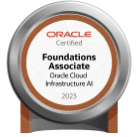 ORACLE
Certified
Foundations
Associate
Oracle Cloud
Infrastructure AI
2023